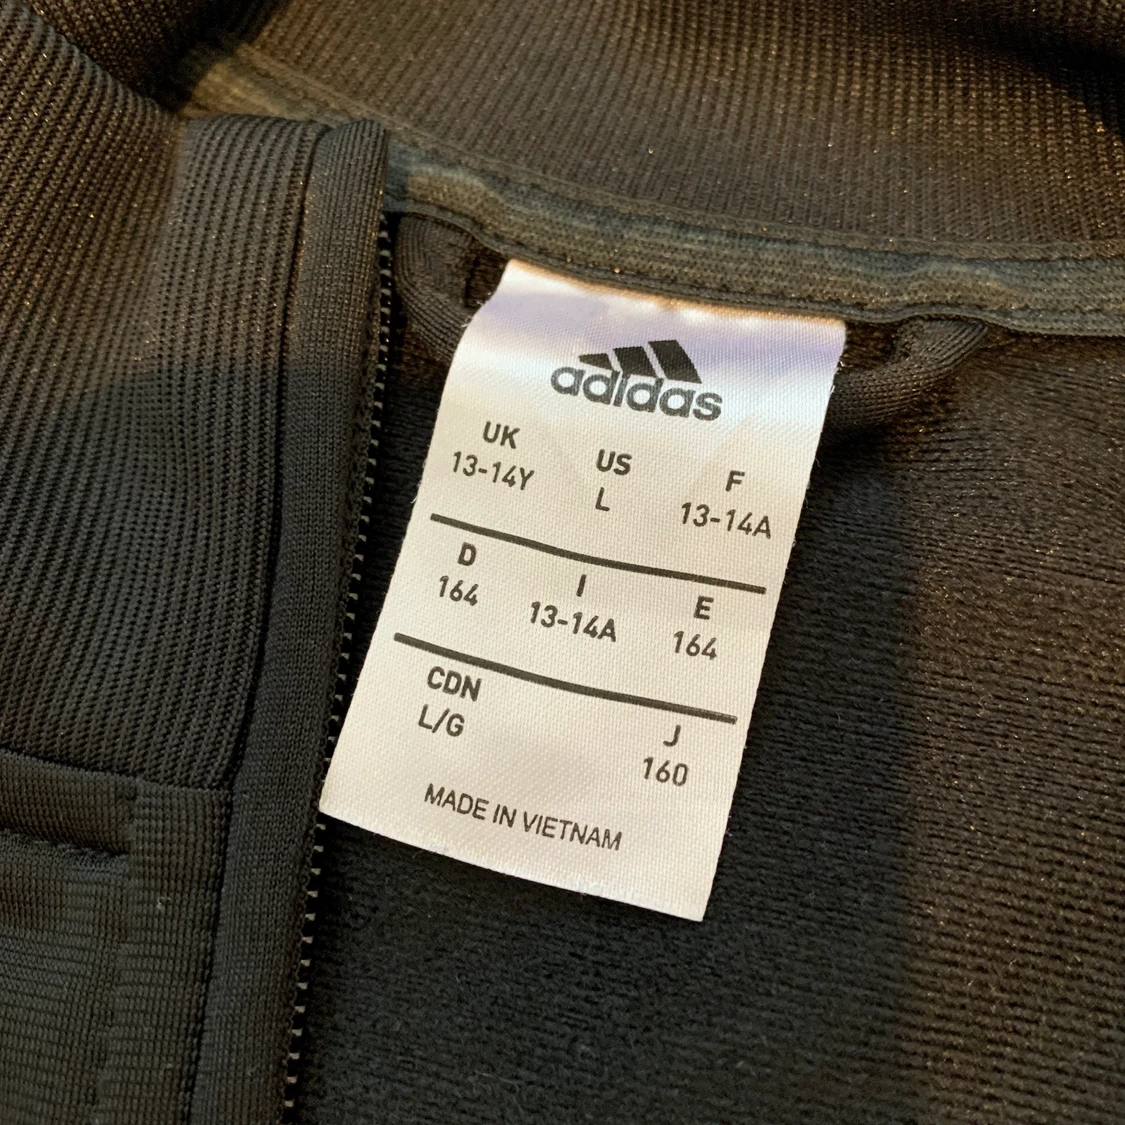 adidas
UK US F
13-14Y L 13-14A
D I E
164 13-14A 164
CDN J
L/G 160
MADE IN VIETNAM